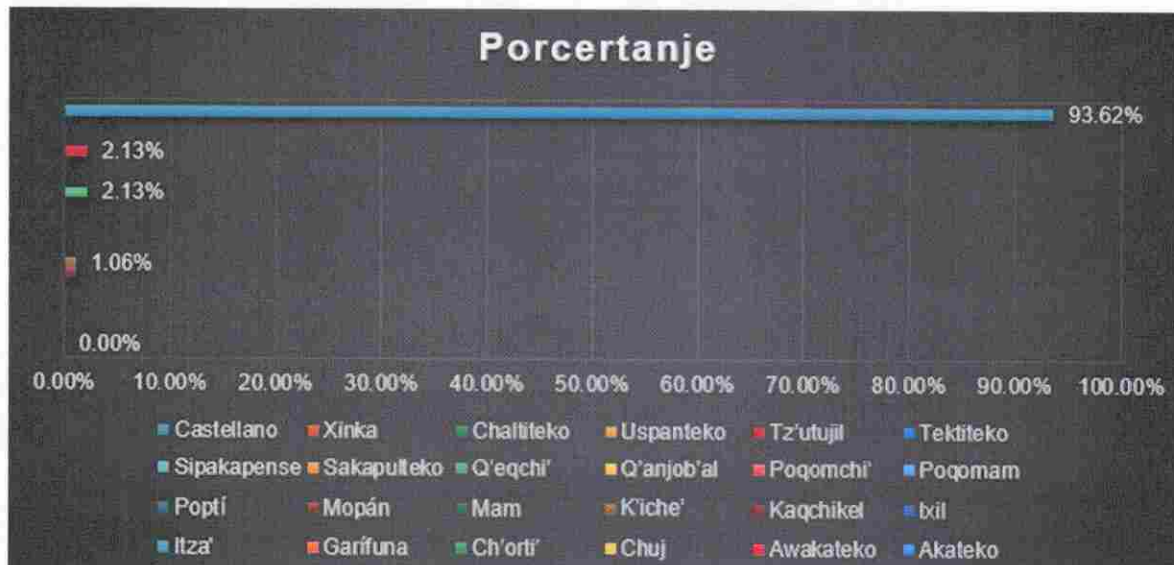 Porcertanje
93.62%
2.13%
2.13%
1.06%
0.00%
0.00% 10.00% 20.00% 30.00% 40.00% 50.00% 60.00% 70.00% 80.00% 90.00% 100.00%
Castellano Xinka Chaltiteko Uspanteko Tz'utujil Tektiteko
Sipakapense Sakapulteko Q'eqchi' Q'anjob'al Poqomchi' Poqomam
Poptí Mopán Mam K'iche' Kaqchikel Ixil
Itza' Garífuna Ch'orti' Chuj Awakateko Akateko